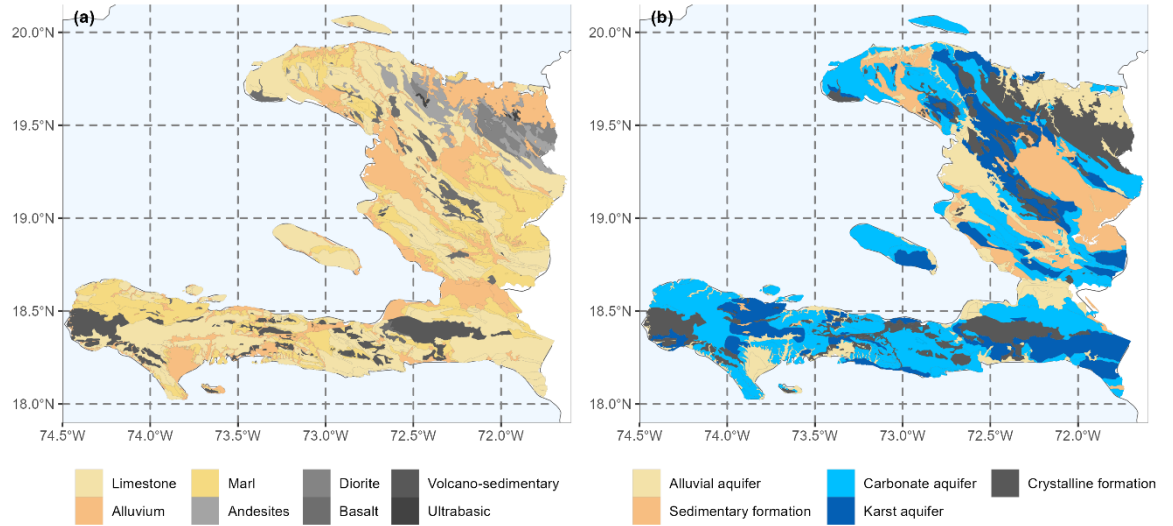 (a) (b)
20.0°N 20.0°N
19.5°N 19.5°N
19.0°N 19.0°N
18.5°N 18.5°N
18.0°N 18.0°N
74.5°W 74.0°W 73.5°W 73.0°W 72.5°W 72.0°W 74.5°W 74.0°W 73.5°W 73.0°W 72.5°W 72.0°W
Limestone Marl Diorite Volcano-sedimentary
Alluvium Andesites Basalt Ultrabasic
Alluvial aquifer Carbonate aquifer Crystalline formation
Sedimentary formation Karst aquifer